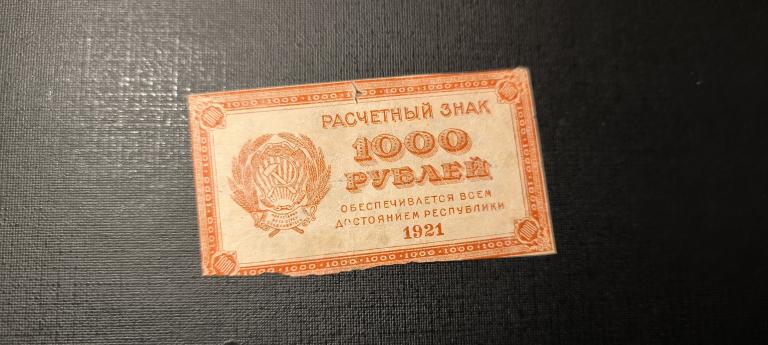 РАСЧЕТНЫЙ ЗНАК
1000
РУБЛЕЙ
ОБЕСПЕЧИВАЕТСЯ ВСЕМ
ДОСТОЯНИЕМ РЕСПУБЛИКИ
1921